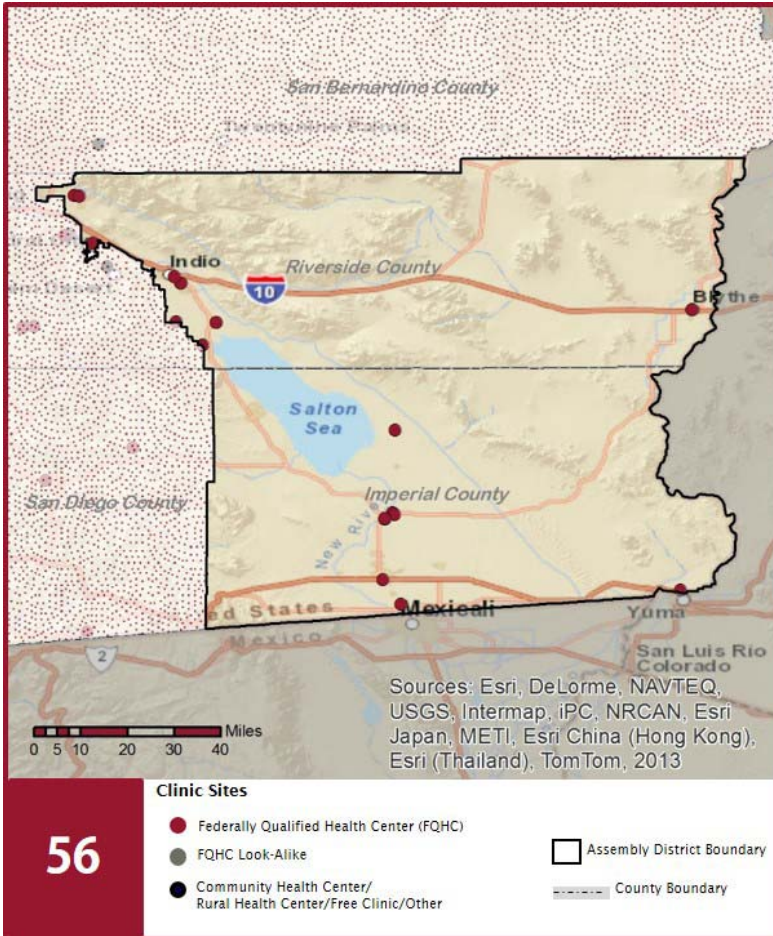 San Bernardino County
Twentynine Palms
Indio
Riverside County
10
Blythe
Salton
Sea
San Diego County
Imperial County
New River
United States
Mexicali
Mexico
Yuma
2
San Luis Río
Colorado
Sources: Esri, DeLorme, NAVTEQ,
USGS, Intermap, iPC, NRCAN, Esri
Japan, METI, Esri China (Hong Kong),
Esri (Thailand), TomTom, 2013
Miles
0 5 10 20 30 40
56
Clinic Sites
Federally Qualified Health Center (FQHC)
FQHC Look-Alike
Community Health Center/
Rural Health Center/Free Clinic/Other
Assembly District Boundary
County Boundary